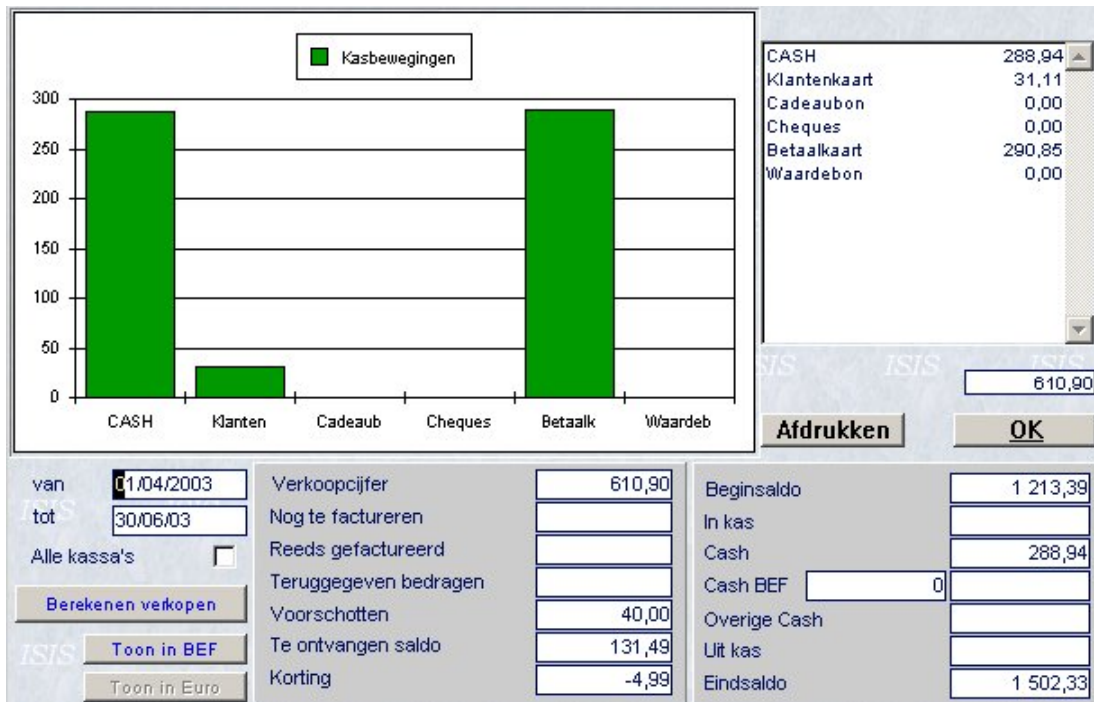 Kasbewegingen
300
250
200
150
100
50
0
CASH Klanten Cadeaub Cheques Betaalk Waardeb
CASH 288,94
Klantenkaart 31,11
Cadeaubon 0,00
Cheques 0,00
Betaalkaart 290,85
Waardebon 0,00
ISIS ISIS ISIS
610,90
Afdrukken OK
van 01/04/2003
tot 30/06/03
ISIS
Alle kassa's
Berekenen verkopen
ISIS
Toon in BEF
Toon in Euro
Verkoopcijfer 610,90
Nog te factureren
Reeds gefactureerd
Teruggegeven bedragen
Voorschotten 40,00
Te ontvangen saldo 131,49
Korting -4,99
Beginsaldo 1 213,39
In kas
Cash 288,94
Cash BEF 0
Overige Cash
Uit kas
Eindsaldo 1 502,33